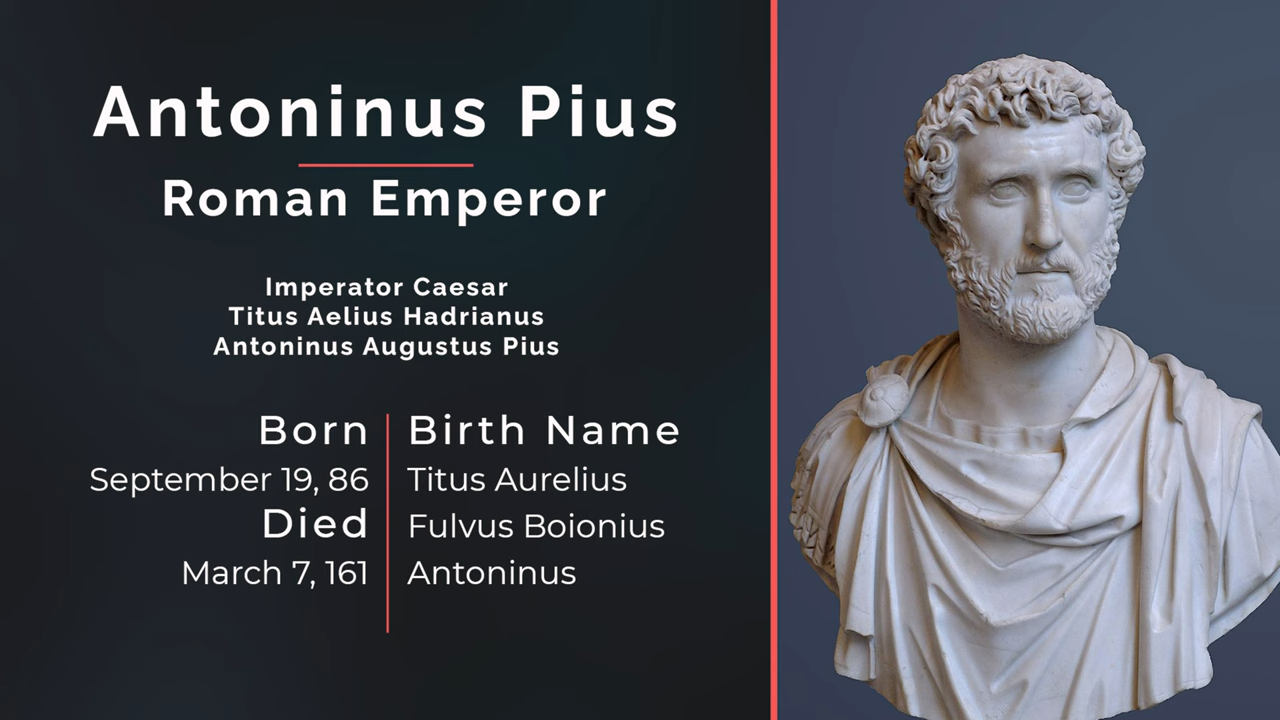 Antoninus Pius
Roman Emperor
Imperator Caesar
Titus Aelius Hadrianus
Antoninus Augustus Pius
Born
September 19, 86
Died
March 7, 161
Birth Name
Titus Aurelius
Fulvus Boionius
Antoninus